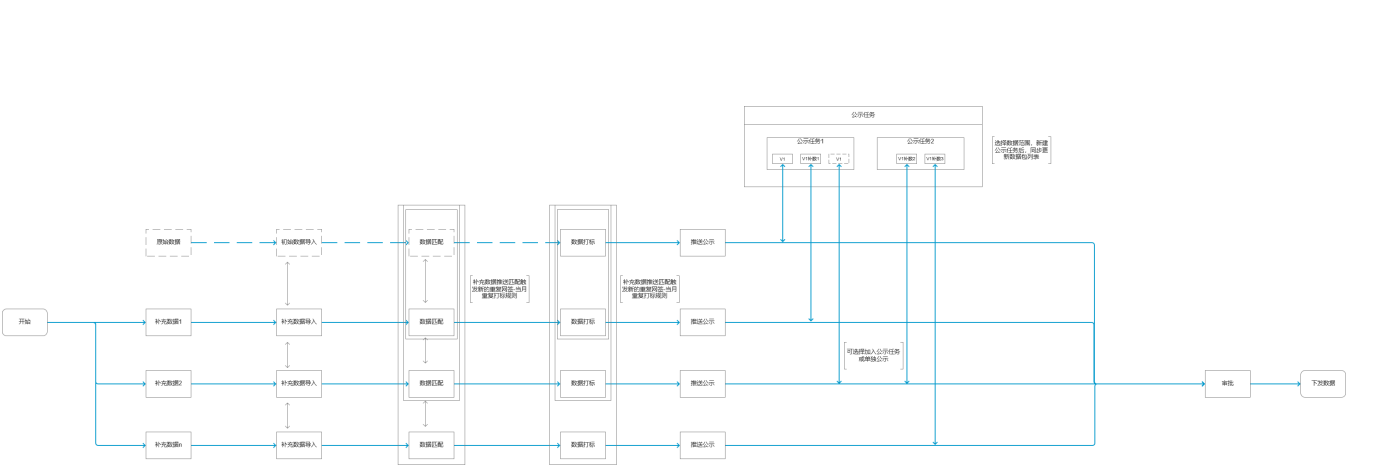 公示任务
公示任务1
公示任务2
V1
V1补数1
V1
V1补数2
V1补数3
选择数据范围，新建
公示任务后，同步更
新数据包列表
原始数据
初始数据导入
数据匹配
数据打标
推送公示
补充数据推送匹配触
发新的重复问答-当月
重复打标规则
补充数据推送匹配触
发新的重复问答-当月
重复打标规则
开始
补充数据1
补充数据导入
数据匹配
数据打标
推送公示
可选择加入公示任务
或单独公示
补充数据2
补充数据导入
数据匹配
数据打标
推送公示
审批
下发数据
补充数据n
补充数据导入
数据匹配
数据打标
推送公示